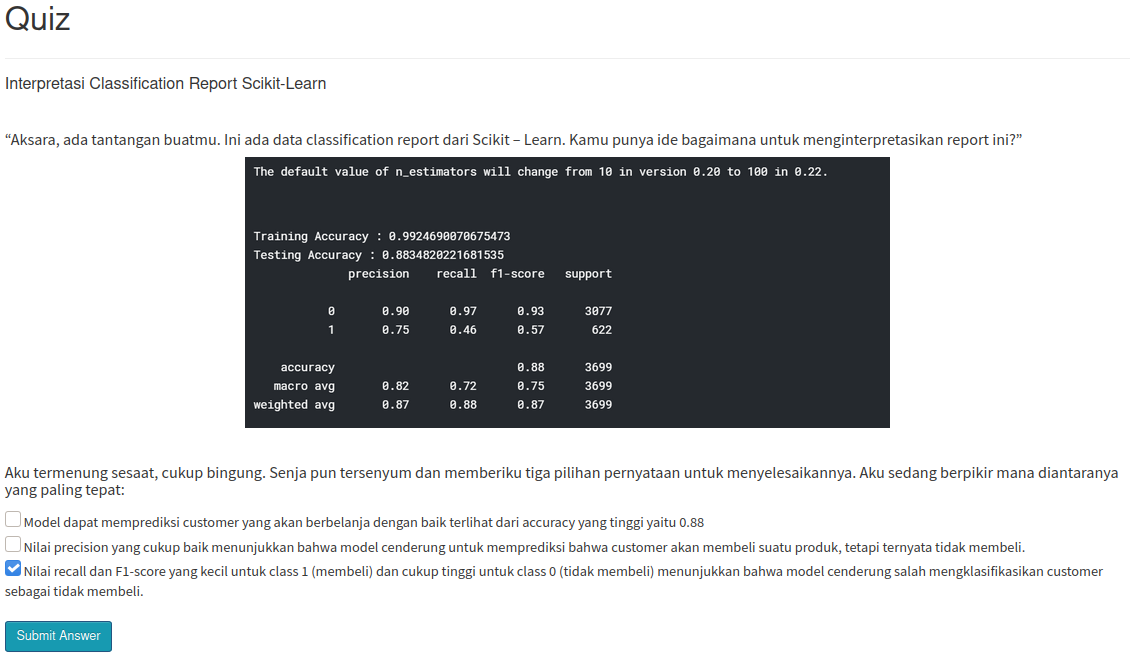 Quiz
Interpretasi Classification Report Scikit-Learn
“Aksara, ada tantangan buatmu. Ini ada data classification report dari Scikit – Learn. Kamu punya ide bagaimana untuk menginterpretasikan report ini?”
The default value of n_estimators will change from 10 in version 0.20 to 100 in 0.22.
Training Accuracy : 0.9924690070675473
Testing Accuracy : 0.8834820221681535
precision recall f1-score support
0 0.90 0.97 0.93 3077
1 0.75 0.46 0.57 622
accuracy 0.88 3699
macro avg 0.82 0.72 0.75 3699
weighted avg 0.87 0.88 0.87 3699
Aku termenung sesaat, cukup bingung. Senja pun tersenyum dan memberiku tiga pilihan pernyataan untuk menyelesaikannya. Aku sedang berpikir mana diantaranya
yang paling tepat:
Model dapat memprediksi customer yang akan berbelanja dengan baik terlihat dari accuracy yang tinggi yaitu 0.88
Nilai precision yang cukup baik menunjukkan bahwa model cenderung untuk memprediksi bahwa customer akan membeli suatu produk, tetapi ternyata tidak membeli.
Nilai recall dan F1-score yang kecil untuk class 1 (membeli) dan cukup tinggi untuk class 0 (tidak membeli) menunjukkan bahwa model cenderung salah mengklasifikasikan customer
sebagai tidak membeli.
Submit Answer